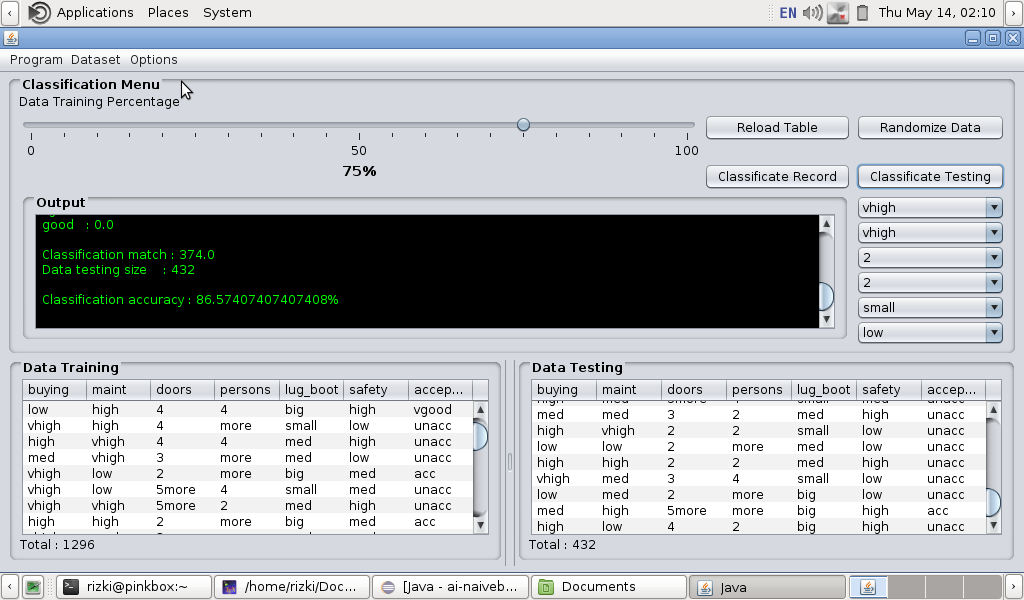 Applications Places System EN Thu May 14, 02:10
Program Dataset Options
Classification Menu
Data Training Percentage
0 50 100
75%
Reload Table Randomize Data
Classificate Record Classificate Testing
Output
good : 0.0
Classification match : 374.0
Data testing size : 432
Classification accuracy : 86.57407407407408%
vhigh
vhigh
2
2
small
low
Data Training
buying maint doors persons lug_boot safety accep...
low high 4 4 big high vgood
vhigh high 4 more small low unacc
high vhigh 4 4 med high unacc
med vhigh 3 more med low unacc
vhigh low 2 more big med acc
vhigh low 5more 4 small med unacc
vhigh vhigh 5more 2 med high unacc
high high 2 more big med acc
Total : 1296
Data Testing
buying maint doors persons lug_boot safety accep...
med med 3 2 med high unacc
high vhigh 2 2 small low unacc
low low 2 more med low unacc
high high 2 2 med high unacc
vhigh med 3 4 small low unacc
low med 2 more big low unacc
med high 5more more big high acc
high low 4 2 big high unacc
Total : 432
rizki@pinkbox:~ /home/rizki/Doc... [Java - ai-naiveb... Documents Java